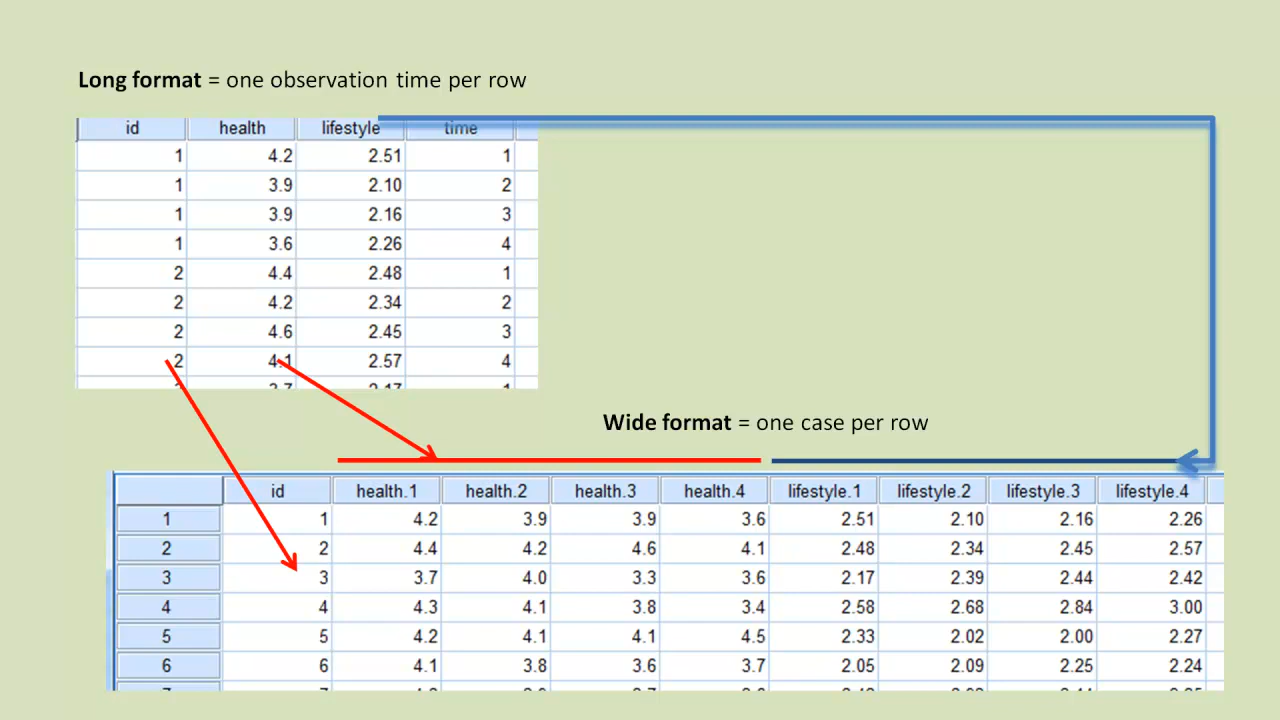 Long format = one observation time per row
id health lifestyle time
1 4.2 2.51 1
1 3.9 2.10 2
1 3.9 2.16 3
1 3.6 2.26 4
2 4.4 2.48 1
2 4.2 2.34 2
2 4.6 2.45 3
2 4.1 2.57 4
Wide format = one case per row
id health.1 health.2 health.3 health.4 lifestyle.1 lifestyle.2 lifestyle.3 lifestyle.4
1 1 4.2 3.9 3.9 3.6 2.51 2.10 2.16 2.26
2 2 4.4 4.2 4.6 4.1 2.48 2.34 2.45 2.57
3 3 3.7 4.0 3.3 3.6 2.17 2.39 2.44 2.42
4 4 4.3 4.1 3.8 3.4 2.58 2.68 2.84 3.00
5 5 4.2 4.1 4.1 4.5 2.33 2.02 2.00 2.27
6 6 4.1 3.8 3.6 3.7 2.05 2.09 2.25 2.24